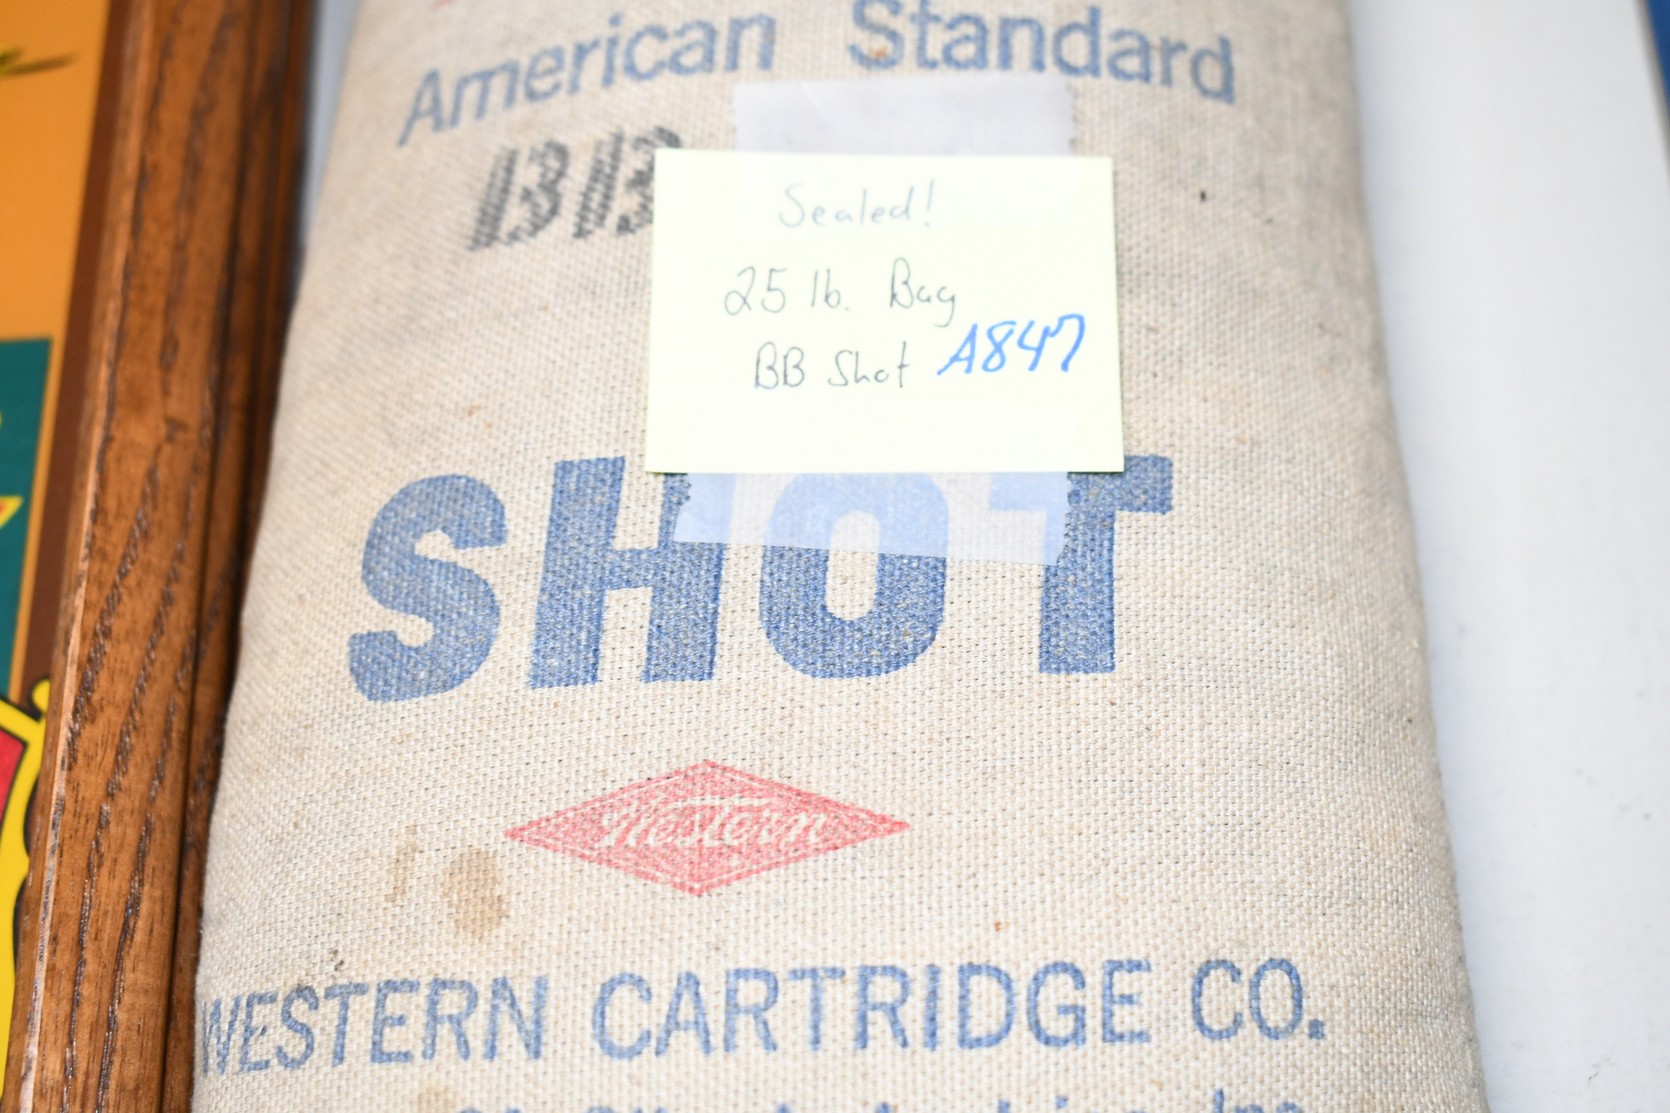 American Standard
BB
Sealed!
25 lb. Bag
BB Shot A847
SHOT
Western
WESTERN CARTRIDGE CO.